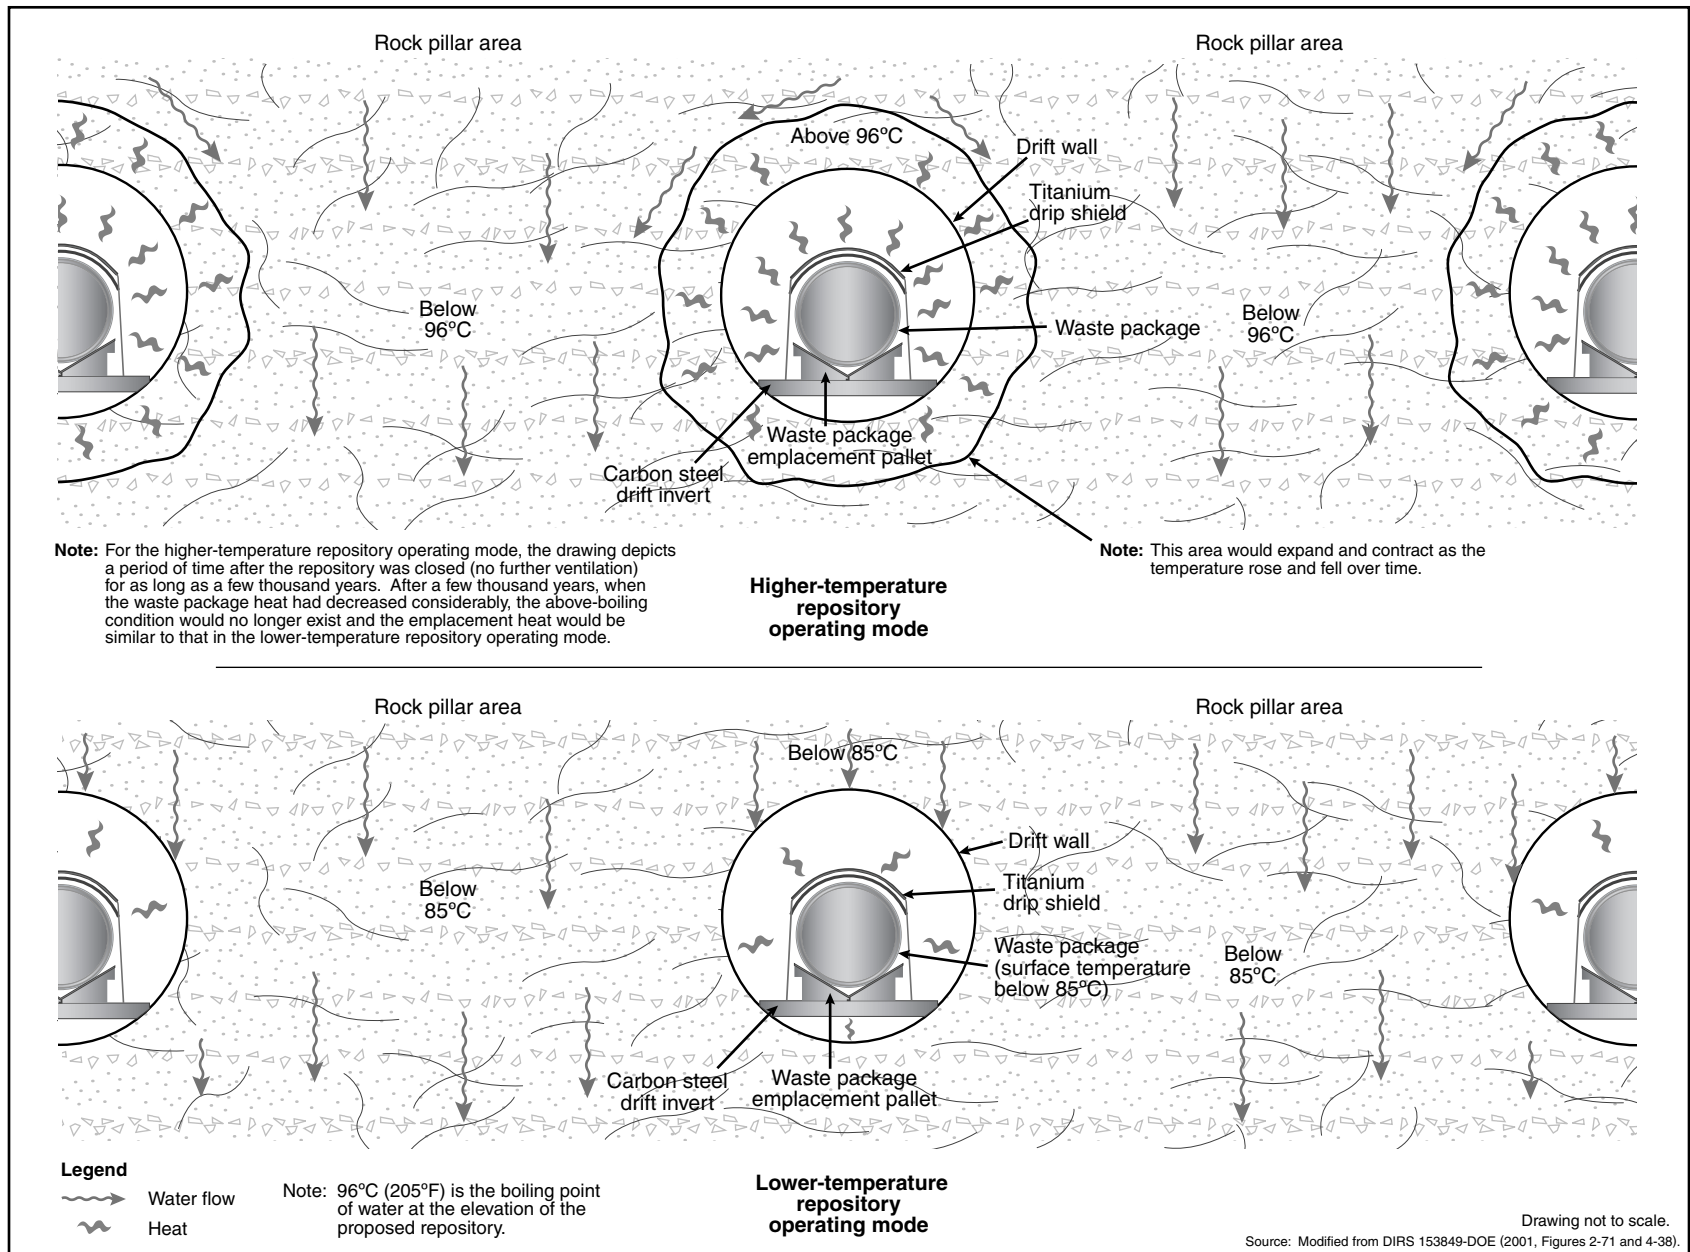 Rock pillar area
Rock pillar area
Above 96°C
Drift wall
Titanium
drip shield
Below
96°C
Below
96°C
Waste package
Waste package
emplacement pallet
Carbon steel
drift invert
Note: For the higher-temperature repository operating mode, the drawing depicts
a period of time after the repository was closed (no further ventilation)
for as long as a few thousand years. After a few thousand years, when
the waste package heat had decreased considerably, the above-boiling
condition would no longer exist and the emplacement heat would be
similar to that in the lower-temperature repository operating mode.
Higher-temperature
repository
operating mode
Note: This area would expand and contract as the
temperature rose and fell over time.
Rock pillar area
Rock pillar area
Below 85°C
Drift wall
Below
85°C
Titanium
drip shield
Waste package
(surface temperature
below 85°C)
Below
85°C
Carbon steel
drift invert
Waste package
emplacement pallet
Legend
Water flow
Heat
Note: 96°C (205°F) is the boiling point
of water at the elevation of the
proposed repository.
Lower-temperature
repository
operating mode
Drawing not to scale.
Source: Modified from DIRS 153849-DOE (2001, Figures 2-71 and 4-38).